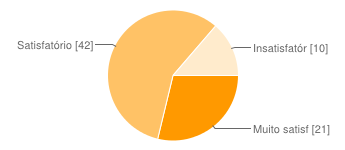 Satisfatório [42]
Insatisfatór [10]
Muito satisf [21]